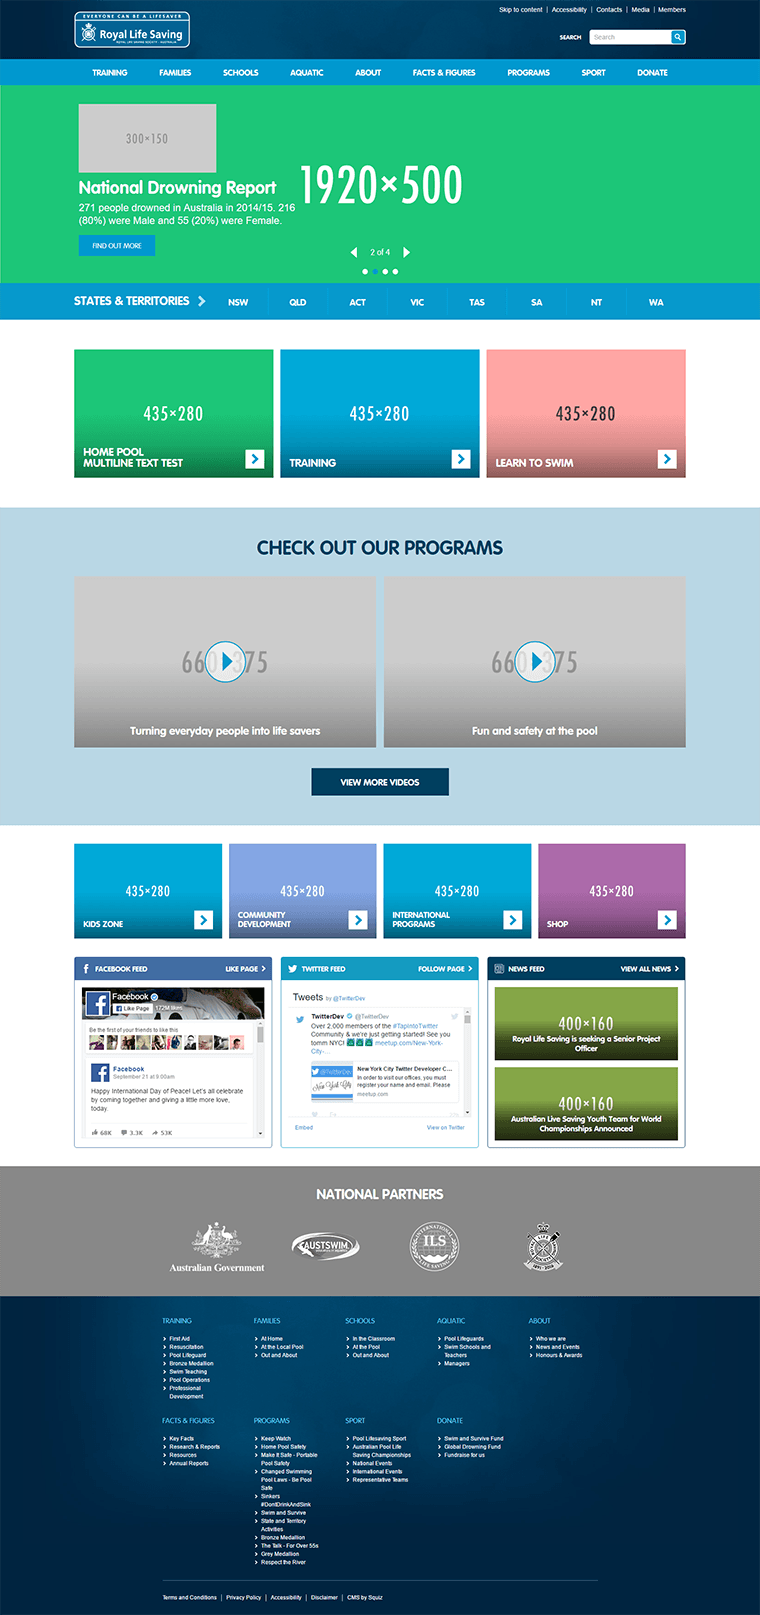 Skip to content | Accessibility | Contacts | Media | Members
EVERYONE CAN BE A LIFESAVER
Royal Life Saving
ROYAL LIFE SAVING SOCIETY - AUSTRALIA
SEARCH
Search
TRAINING FAMILIES SCHOOLS AQUATIC ABOUT FACTS & FIGURES PROGRAMS SPORT DONATE
300×150
1920×500
National Drowning Report
271 people drowned in Australia in 2014/15. 216
(80%) were Male and 55 (20%) were Female.
FIND OUT MORE
2 of 4
STATES & TERRITORIES NSW QLD ACT VIC TAS SA NT WA
435×280
HOME POOL
MULTILINE TEXT TEST
435×280
TRAINING
435×280
LEARN TO SWIM
CHECK OUT OUR PROGRAMS
Turning everyday people into life savers
Fun and safety at the pool
VIEW MORE VIDEOS
435×280
KIDS ZONE
435×280
COMMUNITY
DEVELOPMENT
435×280
INTERNATIONAL
PROGRAMS
435×280
SHOP
FACEBOOK FEED LIKE PAGE
Facebook
Like Page 172M likes
Be the first of your friends to like this
Facebook
September 21 at 9:00am
Happy International Day of Peace! Let's all celebrate
by coming together and giving a little more love,
today.
68K 3.3K 53K
TWITTER FEED FOLLOW PAGE
Tweets by @TwitterDev
TwitterDev @TwitterDev
Over 2,000 members of the #TapIntoTwitter
Community & we're just getting started! See you
tomm NYC! meetup.com/New-York-
City-...
New York City Twitter Developer C...
In order to visit our offices, you must
register your name and email. Please
meetup.com
Embed View on Twitter
NEWS FEED VIEW ALL NEWS
400×160
Royal Life Saving is seeking a Senior Project
Officer
400×160
Australian Live Saving Youth Team for World
Championships Announced
NATIONAL PARTNERS
Australian Government
AUSTSWIM
INTERNATIONAL
ILS
LIFE SAVING
TRAINING
First Aid
Resuscitation
Pool Lifeguard
Bronze Medallion
Swim Teaching
Pool Operations
Professional
Development
FAMILIES
At Home
At the Local Pool
Out and About
SCHOOLS
In the Classroom
At the Pool
Out and About
AQUATIC
Pool Lifeguards
Swim Schools and
Teachers
Managers
ABOUT
Who we are
News and Events
Honours & Awards
FACTS & FIGURES
Key Facts
Research & Reports
Resources
Annual Reports
PROGRAMS
Keep Watch
Home Pool Safety
Make it Safe - Portable
Pool Safety
Changed Swimming
Pool Laws - Be Pool
Safe
Sinkers
#DontDrinkAndSink
Swim and Survive
State and Territory
Activities
Bronze Medallion
The Talk - For Over 55s
Grey Medallion
Respect the River
SPORT
Pool Lifesaving Sport
Australian Pool Life
Saving Championships
National Events
International Events
Representative Teams
DONATE
Swim and Survive Fund
Global Drowning Fund
Fundraise for us
Terms and Conditions | Privacy Policy | Accessibility | Disclaimer | CMS by Squiz